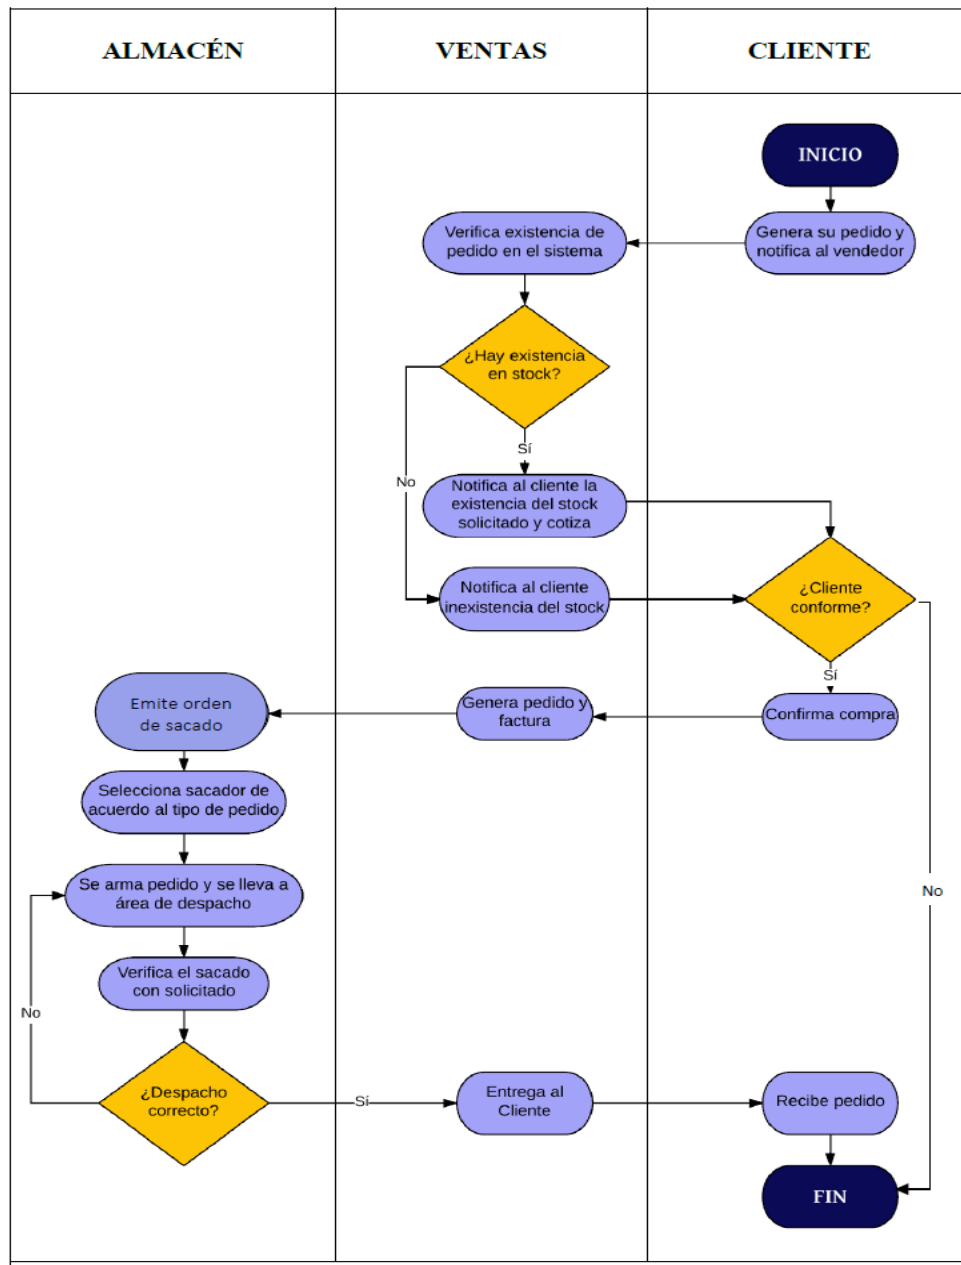 ALMACÉN
VENTAS
CLIENTE
INICIO
Genera su pedido y
notifica al vendedor
Verifica existencia de
pedido en el sistema
¿Hay existencia
en stock?
Sí
No
Notifica al cliente la
existencia del stock
solicitado y cotiza
Notifica al cliente
inexistencia del stock
¿Cliente
conforme?
Sí
No
Confirma compra
Genera pedido y
factura
Emite orden
de sacado
Selecciona sacador de
acuerdo al tipo de pedido
Se arma pedido y se lleva a
área de despacho
Verifica el sacado
con solicitado
No
¿Despacho
correcto?
Sí
Entrega al
Cliente
Recibe pedido
FIN